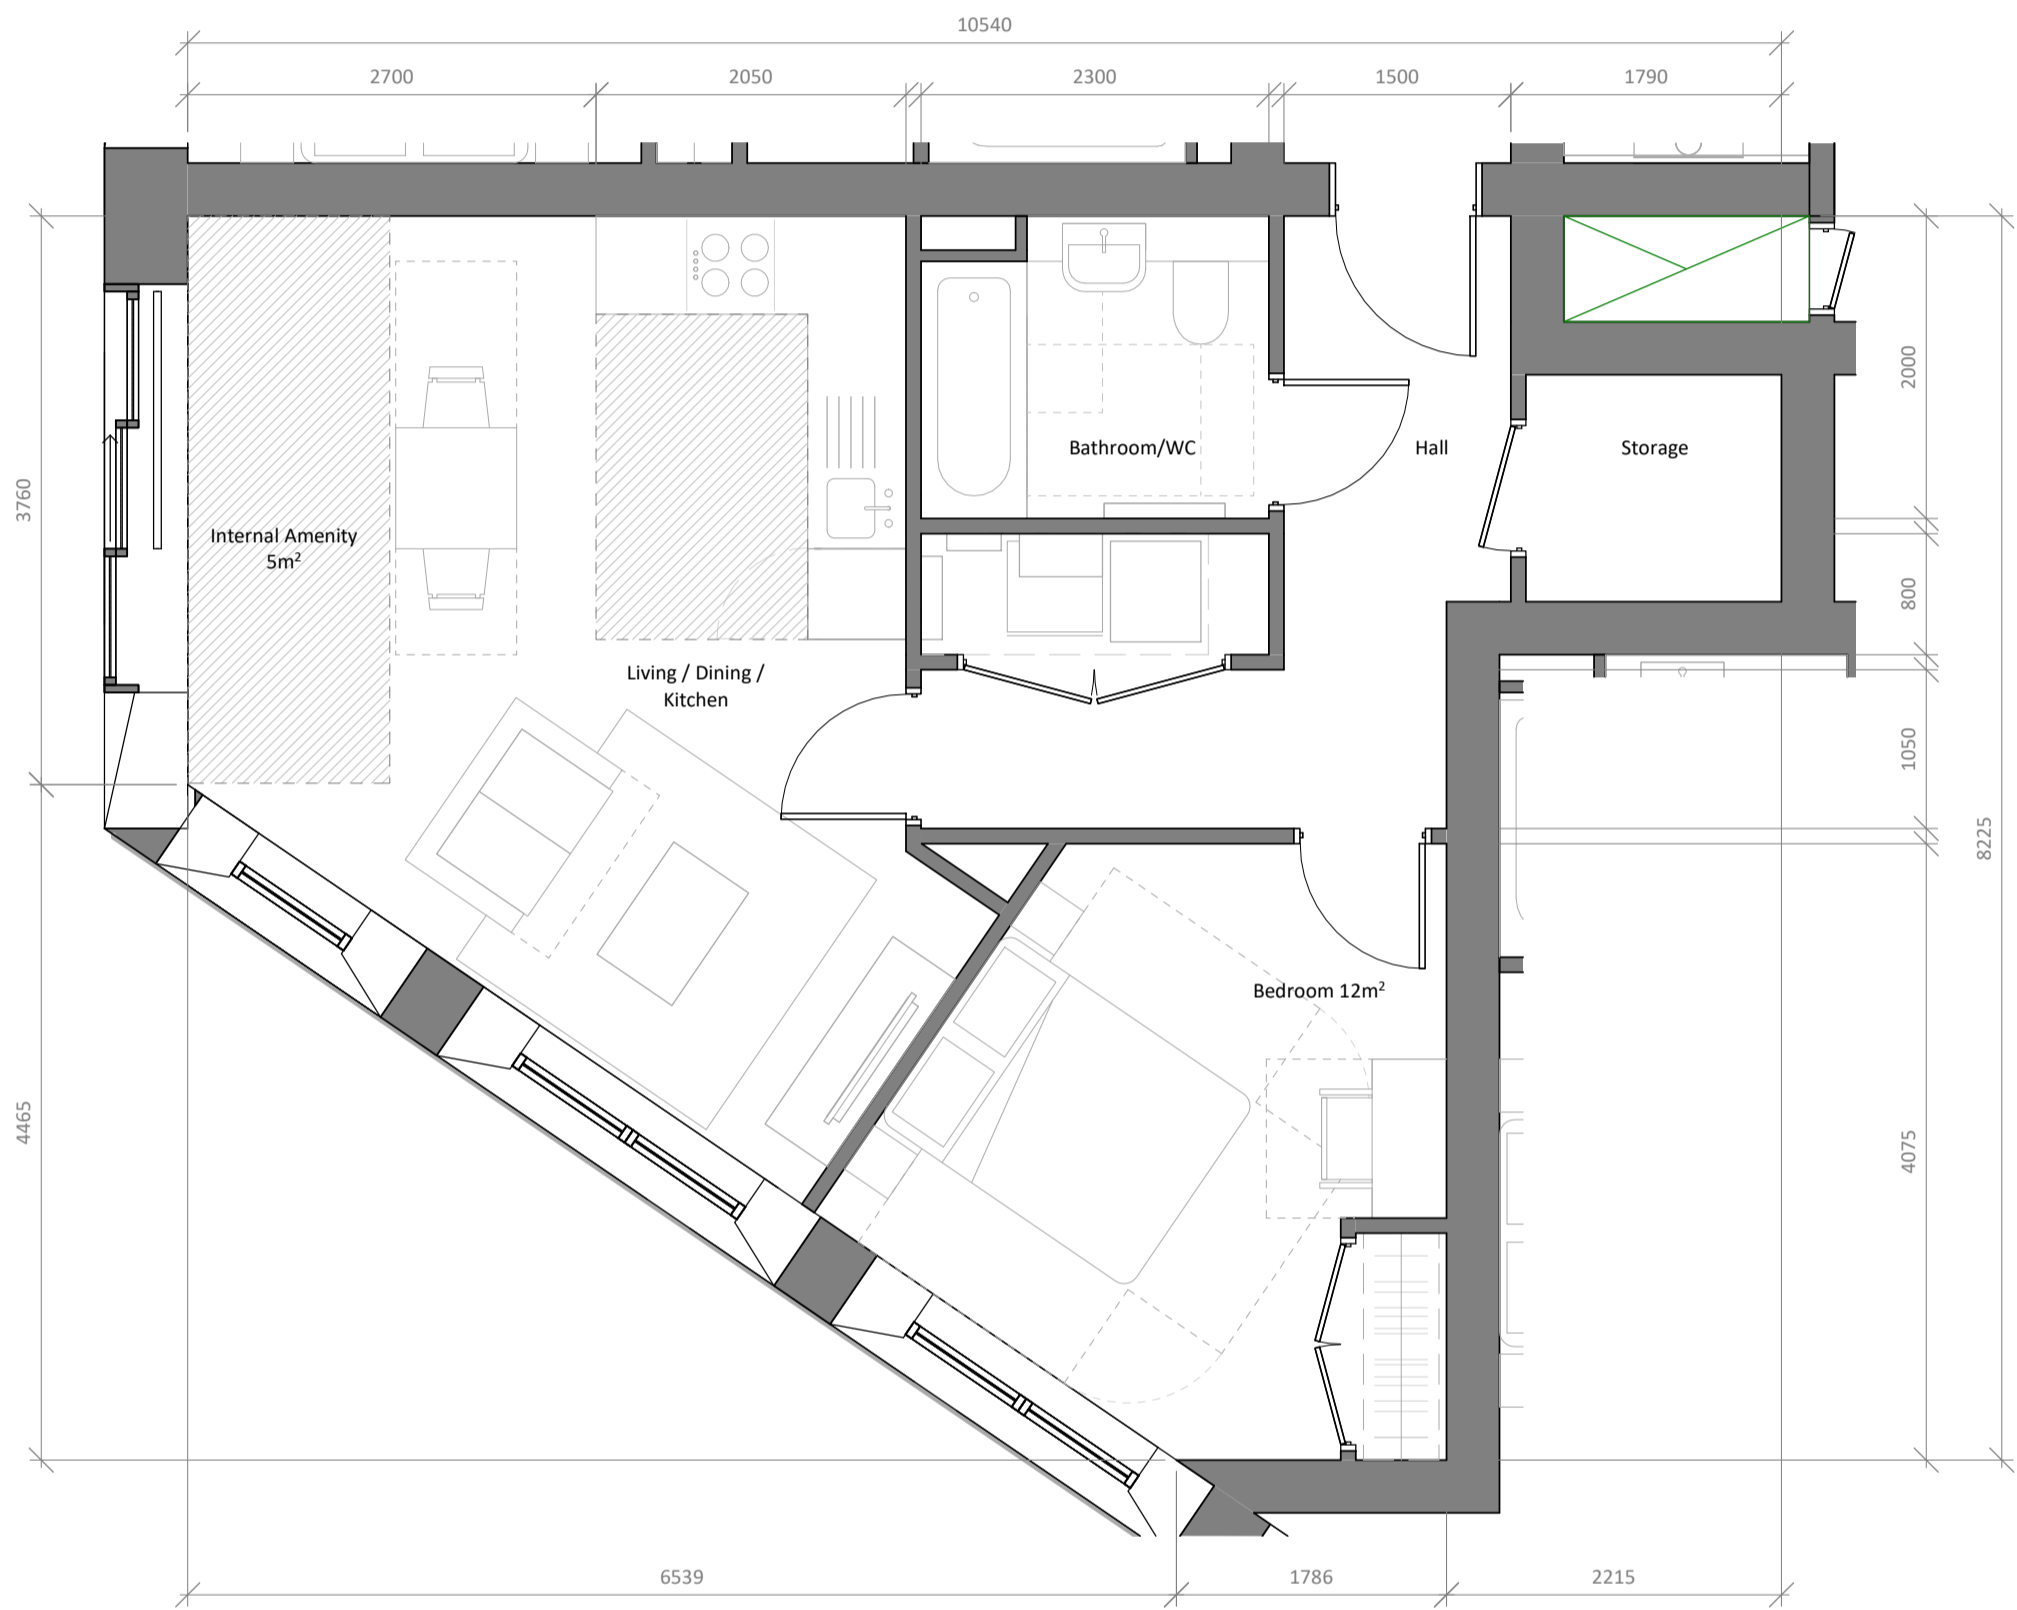 10540
2700
2050
2300
1500
1790
2000
3760
Bathroom/WC
Hall
Storage
Internal Amenity
5m²
800
Living / Dining /
Kitchen
1050
8225
Bedroom 12m²
4465
4075
6539
1786
2215